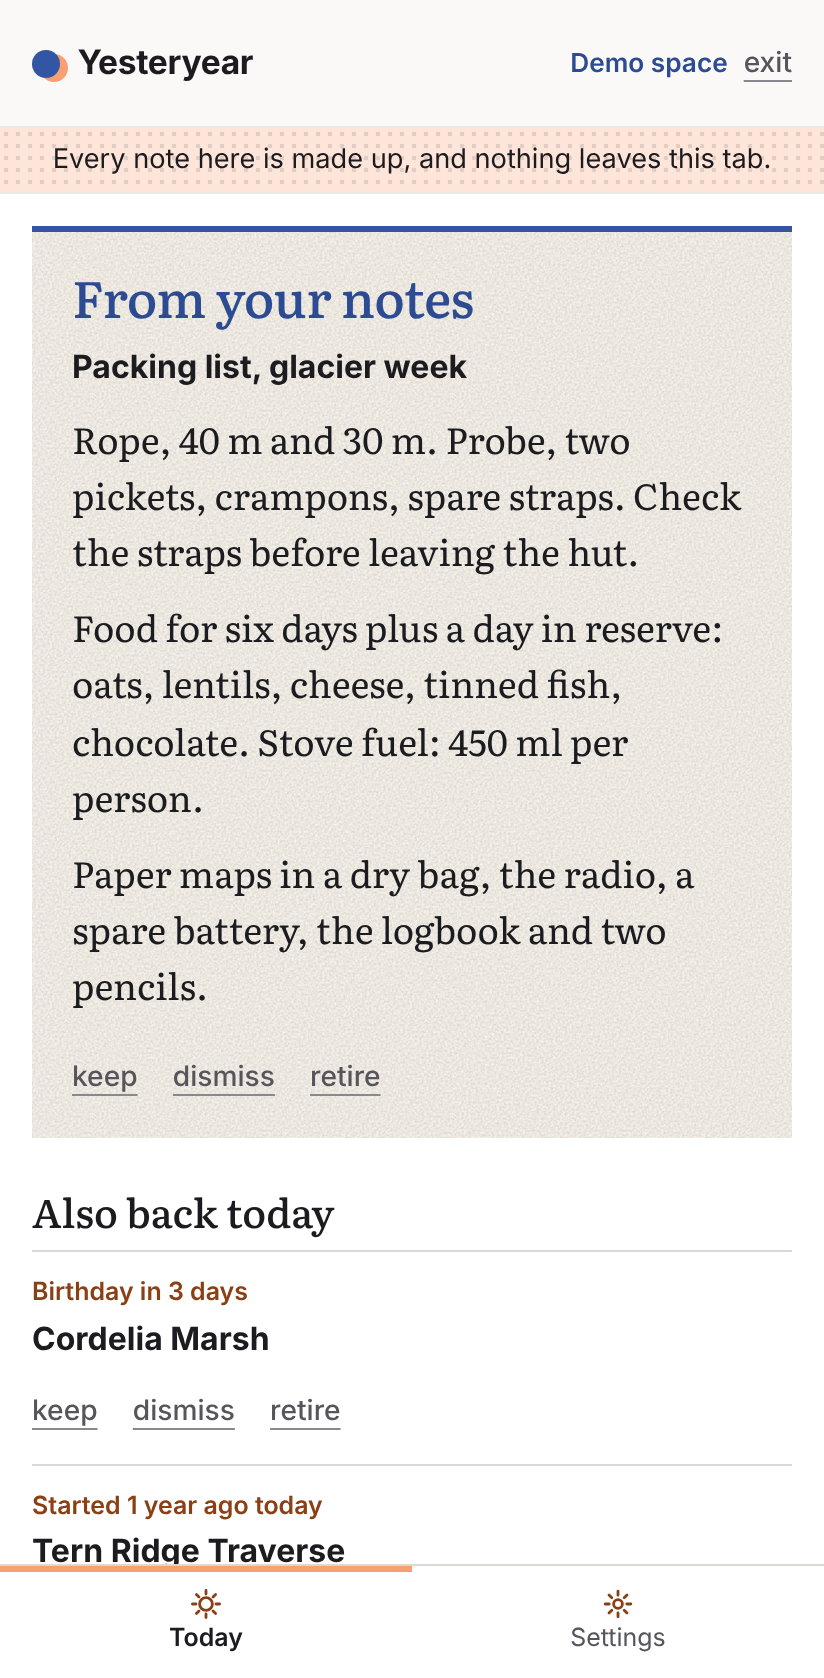 Yesteryear
Demo space exit
Every note here is made up, and nothing leaves this tab.
From your notes
Packing list, glacier week
Rope, 40 m and 30 m. Probe, two
pickets, crampons, spare straps. Check
the straps before leaving the hut.
Food for six days plus a day in reserve:
oats, lentils, cheese, tinned fish,
chocolate. Stove fuel: 450 ml per
person.
Paper maps in a dry bag, the radio, a
spare battery, the logbook and two
pencils.
keep dismiss retire
Also back today
Birthday in 3 days
Cordelia Marsh
keep dismiss retire
Started 1 year ago today
Tern Ridge Traverse
Today
Settings